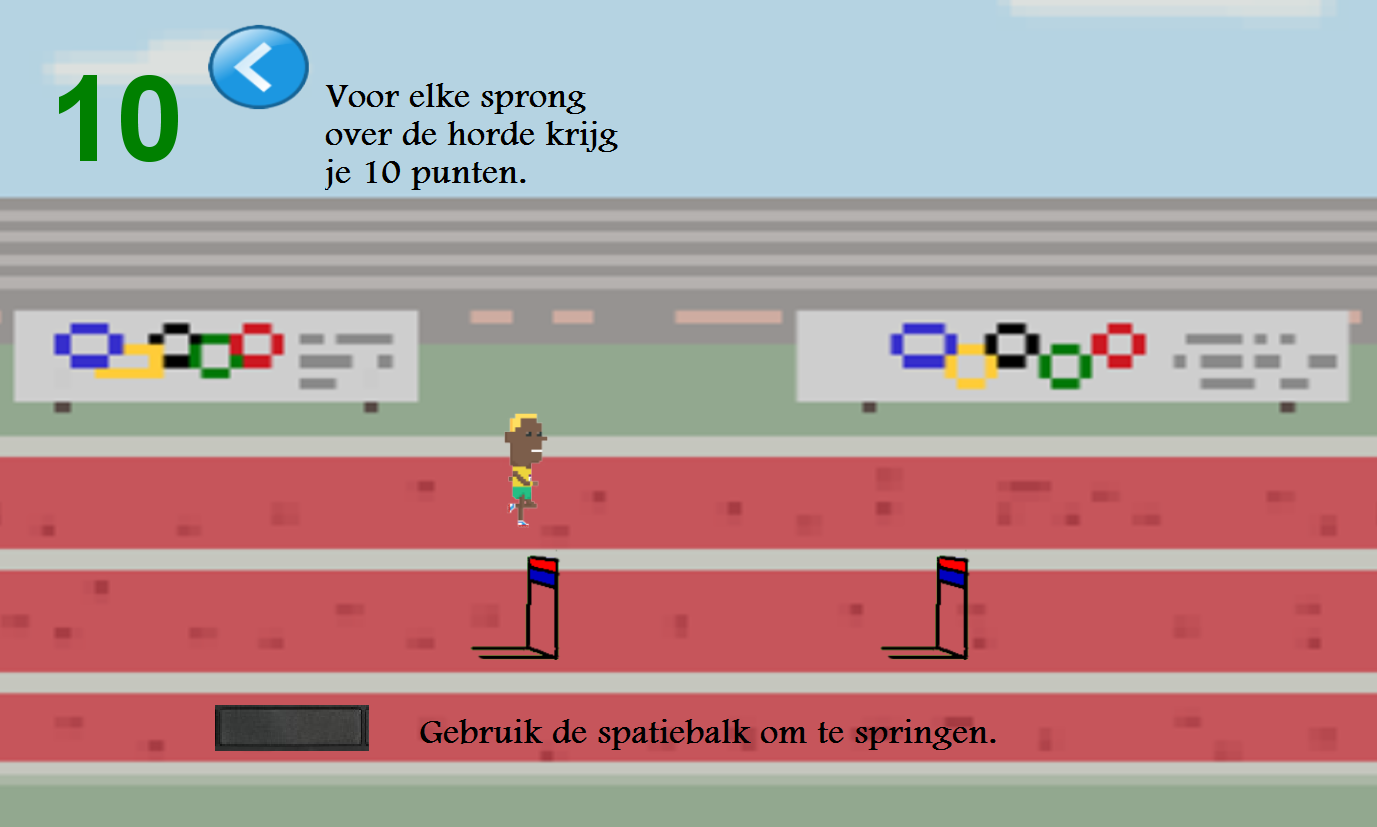 10
Voor elke sprong
over de horde krijg
je 10 punten.
Gebruik de spatiebalk om te springen.